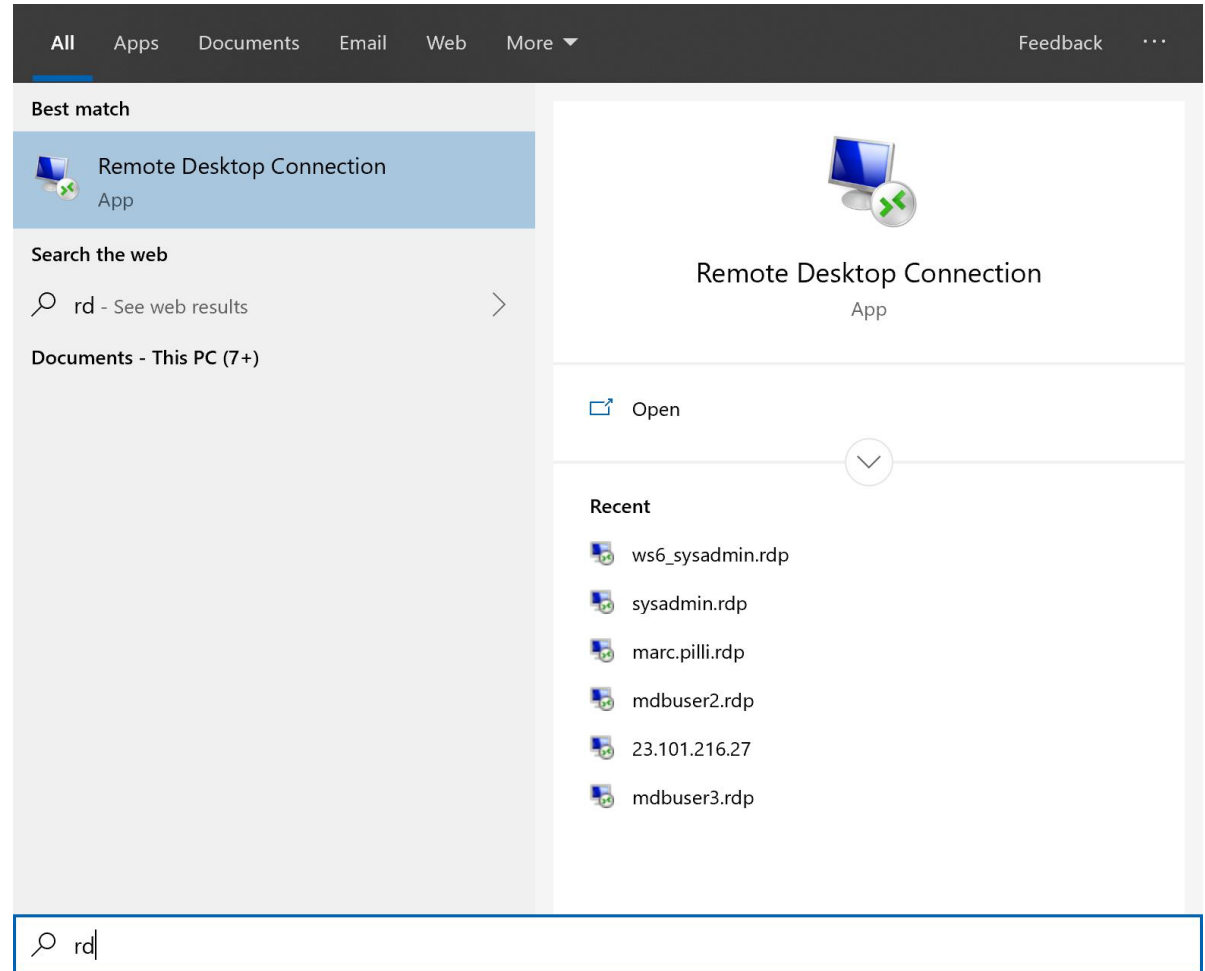 All Apps Documents Email Web More Feedback ...
Best match
Remote Desktop Connection
App
Search the web
rd - See web results
Documents - This PC (7+)
Remote Desktop Connection
App
Open
Recent
ws6_sysadmin.rdp
sysadmin.rdp
marc.pilli.rdp
mdbuser2.rdp
23.101.216.27
mdbuser3.rdp
rd